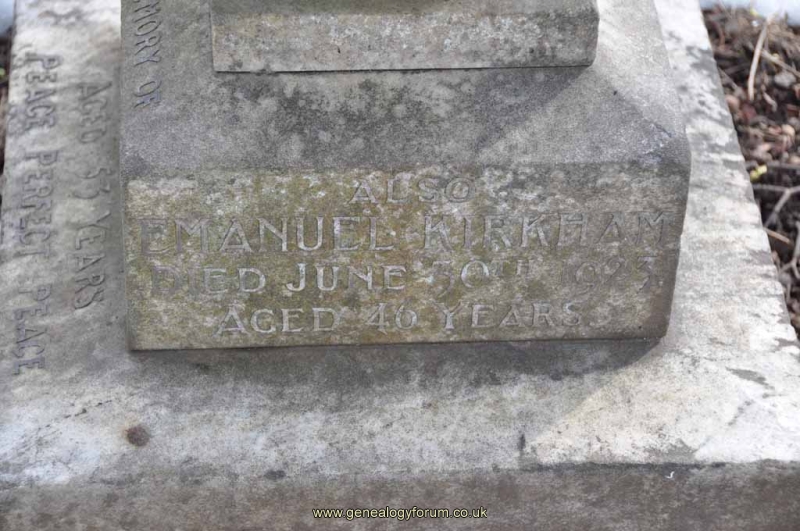 MORY OF
AGED 53 YEARS
PEACE PERFECT PEACE
ALSO
EMANUEL KIRKHAM
DIED JUNE 30TH 1923.
AGED 46 YEARS.
www.genealogyforum.co.uk